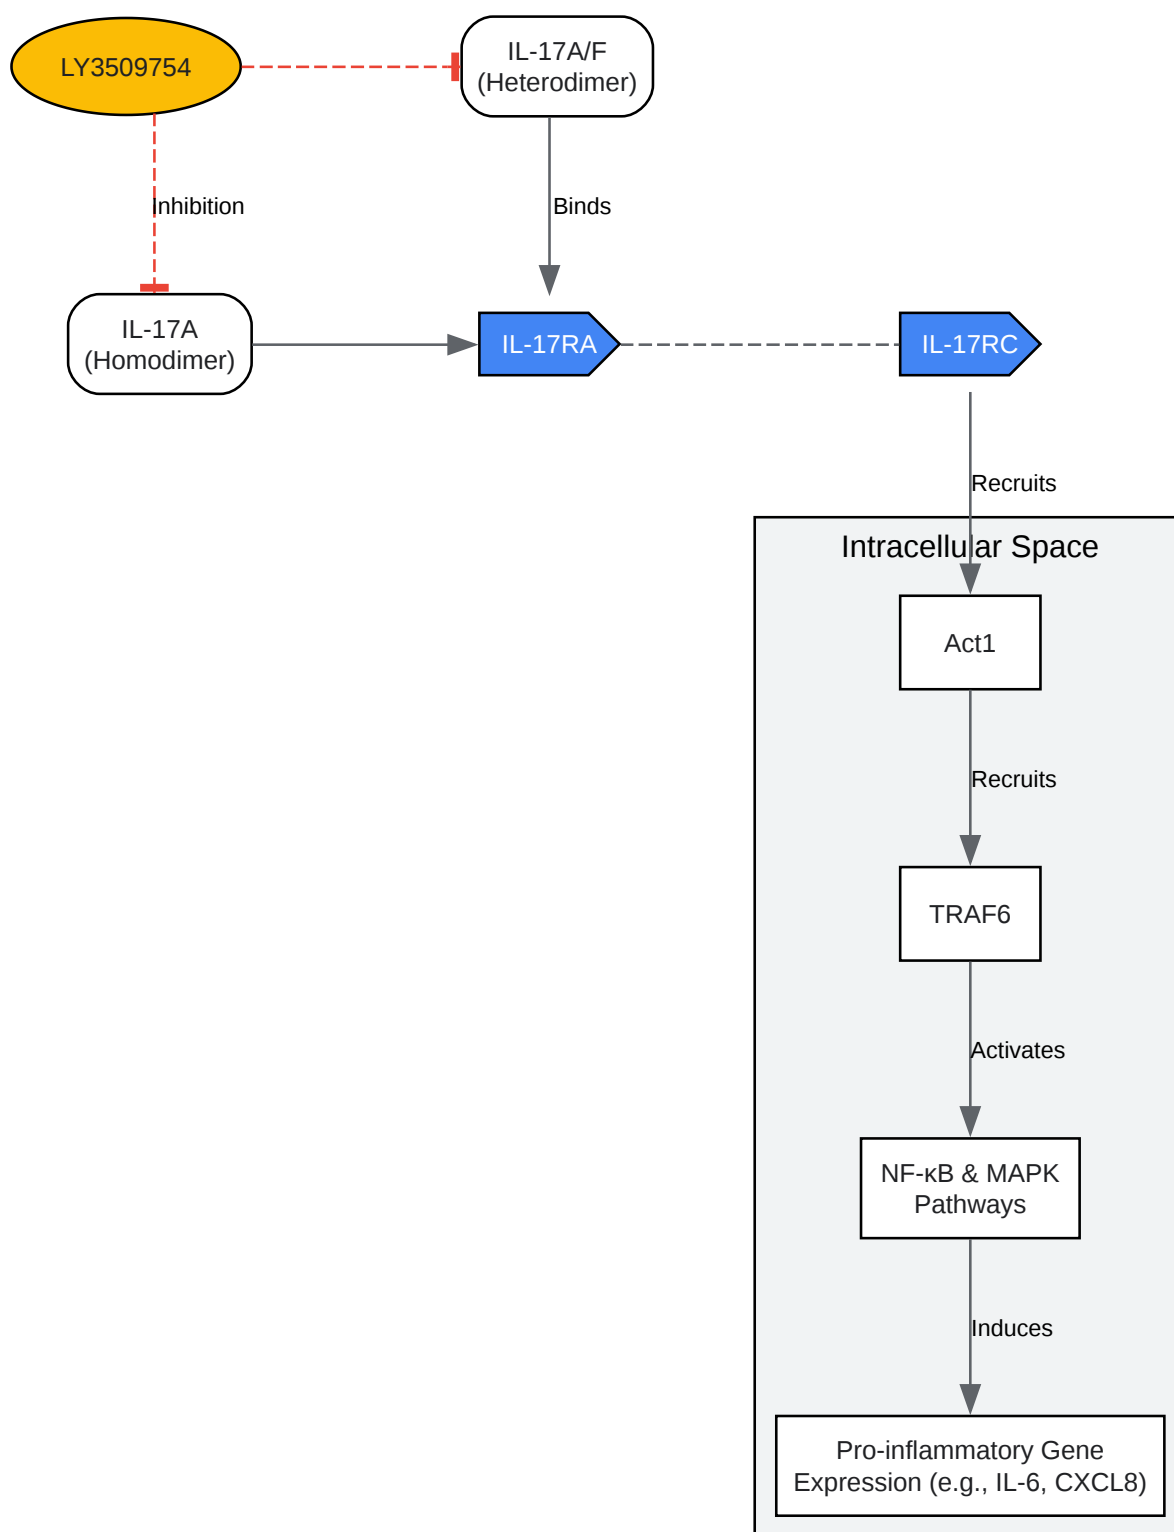 LY3509754
IL-17A/F
(Heterodimer)
Inhibition
Binds
IL-17A
(Homodimer)
IL-17RA
IL-17RC
Recruits
Intracellular Space
Act1
Recruits
TRAF6
Activates
NF-κB & MAPK
Pathways
Induces
Pro-inflammatory Gene
Expression (e.g., IL-6, CXCL8)